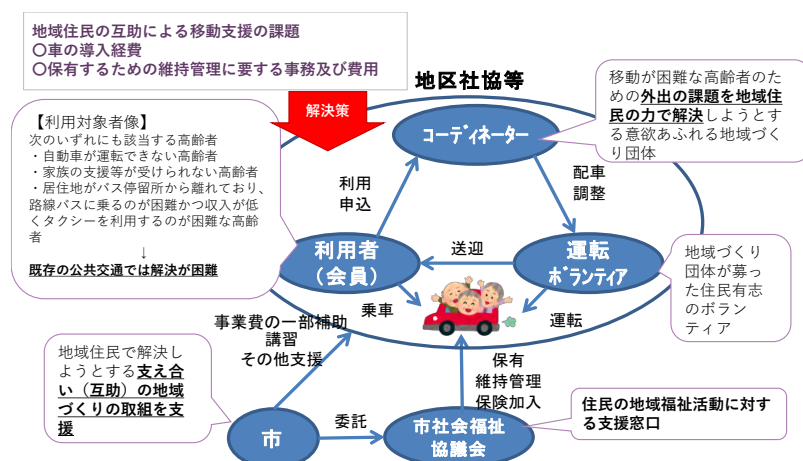 地域住民の互助による移動支援の課題
〇車の導入経費
〇保有するための維持管理に要する事務及び費用
解決策
地区社協等
移動が困難な高齢者のた
めの外出の課題を地域住
民の力で解決しようとす
る意欲あふれる地域づく
り団体
【利用対象者像】
次のいずれにも該当する高齢者
・自動車が運転できない高齢者
・家族の支援等が受けられない高齢者
・居住地がバス停留所から離れており、
路線バスに乗るのが困難かつ収入が低
くタクシーを利用するのが困難な高齢
者
↓
既存の公共交通では解決が困難
コーディネーター
利用
申込
配車
調整
利用者
(会員)
送迎
運転
ボランティア
地域づくり
団体が募っ
た住民有志
のボラン
ティア
乗車
運転
事業費の一部補助
講習
その他支援
地域住民で解決し
ようとする支え合
い（互助）の地域
づくりの取組を支
援
保有
維持管理
保険加入
市
委託
市社会福祉
協議会
住民の地域福祉活動に対す
る支援窓口